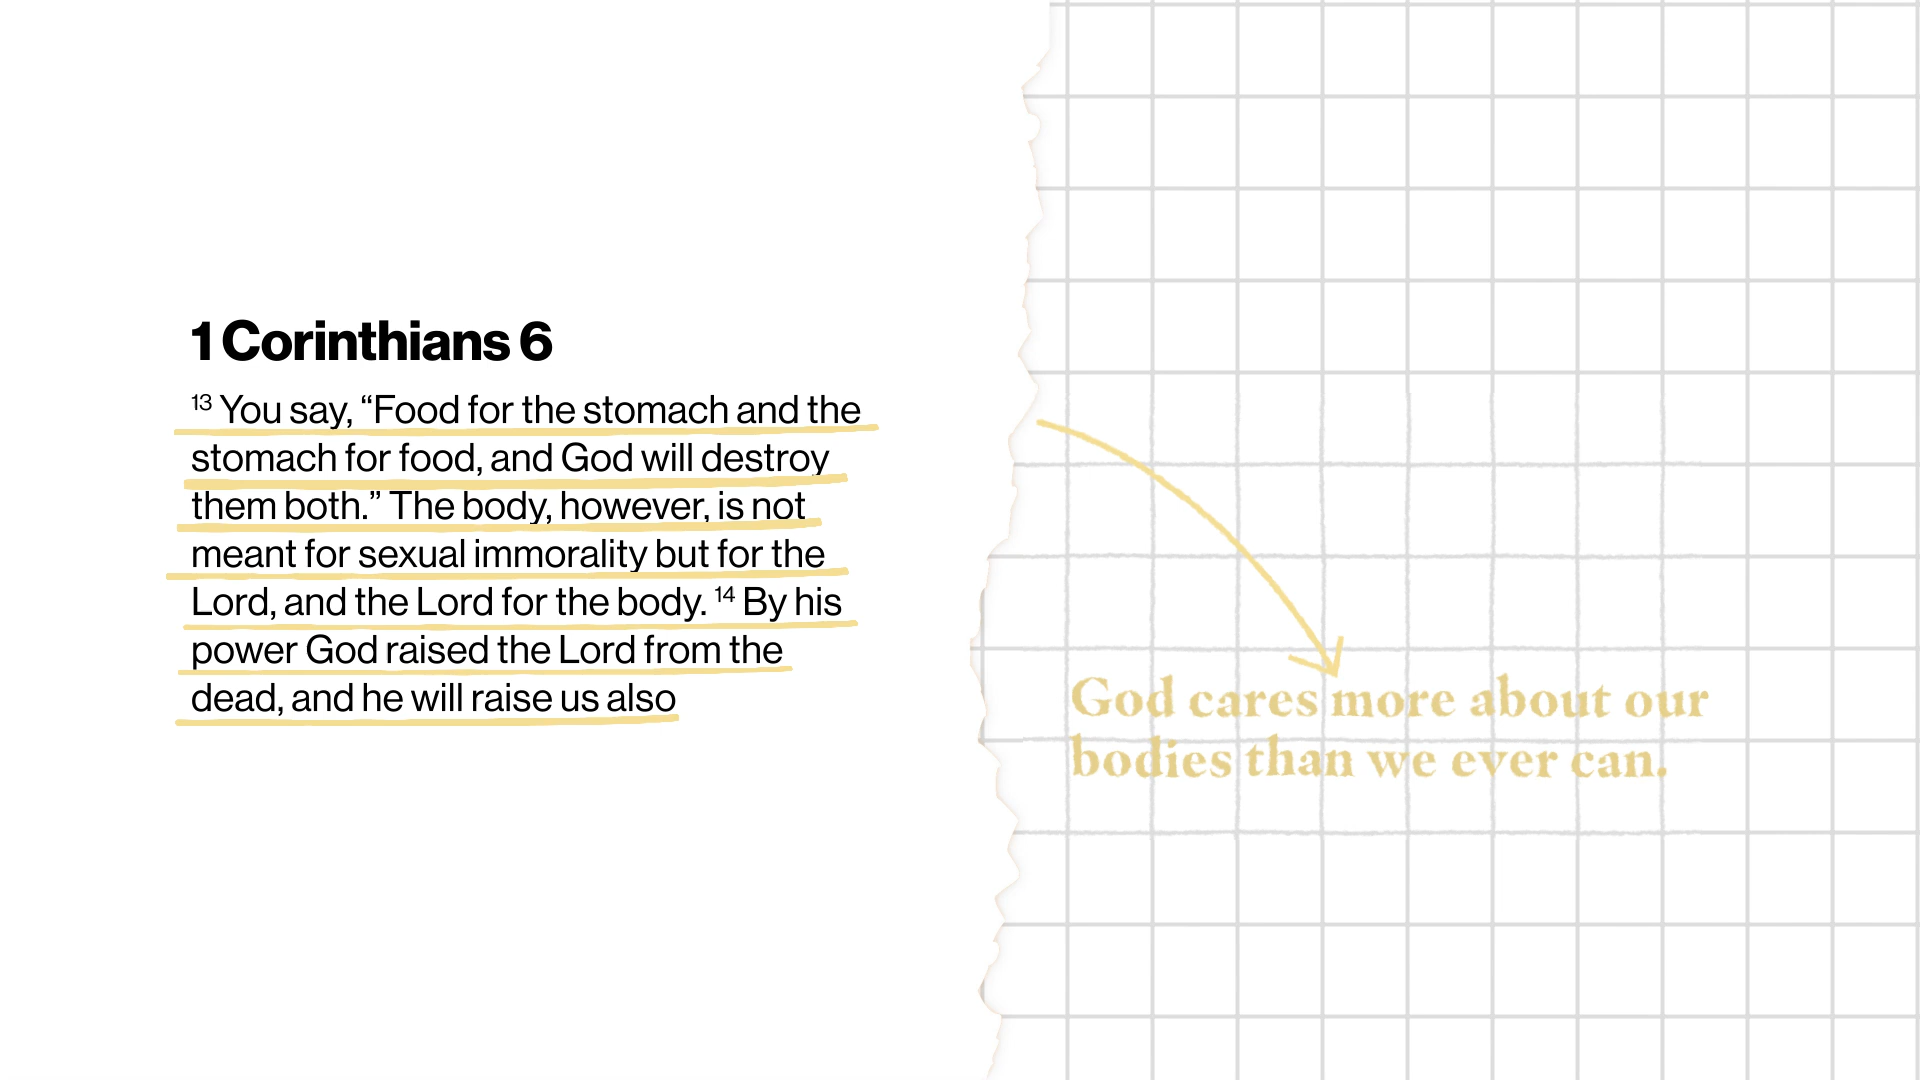 1 Corinthians 6
13 You say, “Food for the stomach and the
stomach for food, and God will destroy
them both.” The body, however, is not
meant for sexual immorality but for the
Lord, and the Lord for the body. 14 By his
power God raised the Lord from the
dead, and he will raise us also
God cares more about our
bodies than we ever can.